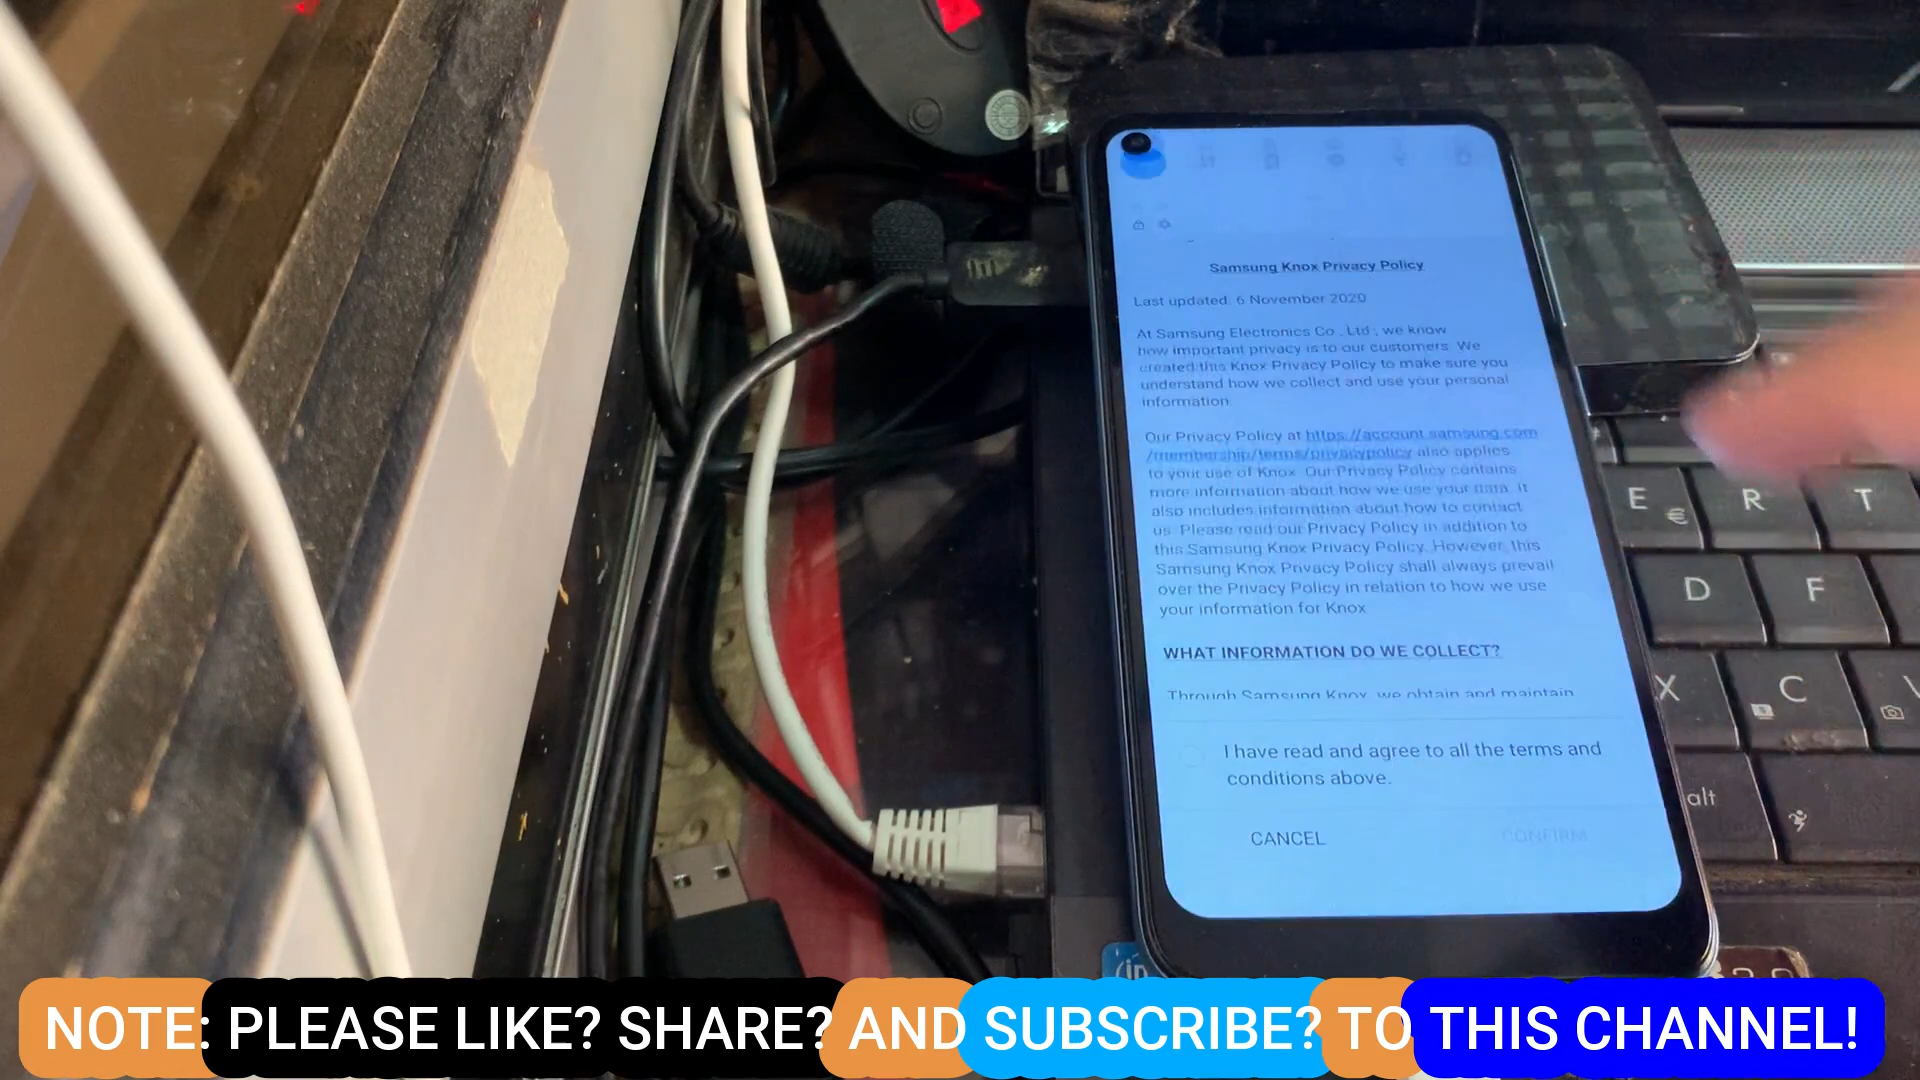 Samsung Knox Privacy Policy
Last updated: 6 November 2020
At Samsung Electronics Co., Ltd., we know
how important privacy is to our customers. We
created this Knox Privacy Policy to make sure you
understand how we collect and use your personal
information.
Our Privacy Policy at https://account.samsung.com
/membership/terms/privacypolicy also applies
to your use of Knox. Our Privacy Policy contains
more information about how we use your data. It
also includes information about how to contact
us. Please read our Privacy Policy in addition to
this Samsung Knox Privacy Policy. However, this
Samsung Knox Privacy Policy shall always prevail
over the Privacy Policy in relation to how we use
your information for Knox.
WHAT INFORMATION DO WE COLLECT?
Through Samsung Knox, we obtain and maintain
I have read and agree to all the terms and
conditions above.
CANCEL CONFIRM
E € R T
D F
X C
alt
NOTE: PLEASE LIKE? SHARE? AND SUBSCRIBE? TO THIS CHANNEL!